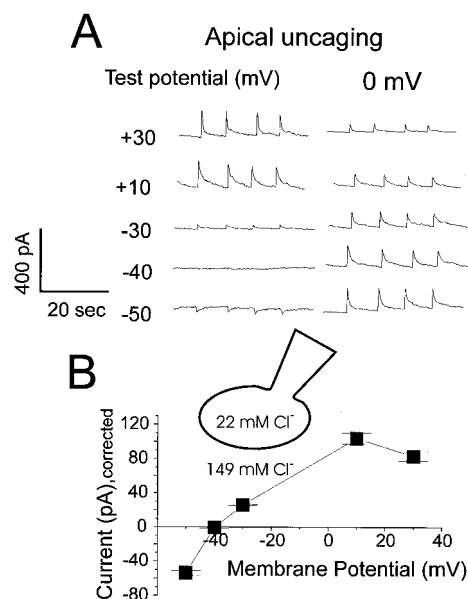 A
Apical uncaging
Test potential (mV) 0 mV
+30
+10
-30
-40
-50
400 pA
20 sec
B
22 mM Cl⁻
149 mM Cl⁻
Current (pA),corrected
120
80
40
0
-40
-80
-40 -20 0 20 40
Membrane Potential (mV)